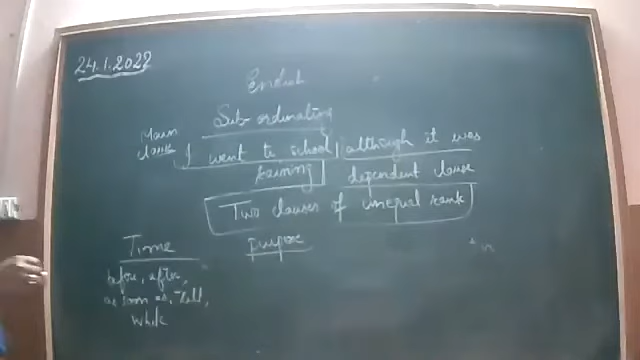 24.1.2022
English
Sub-ordinating
Main clause I went to school although it was
raining dependent clause
Two clauses of unequal rank
Time purpose
before, after,
as soon as, till,
while